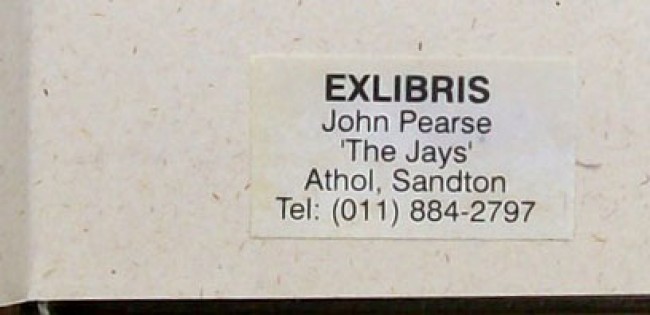 EXLIBRIS
John Pearse
'The Jays'
Athol, Sandton
Tel: (011) 884-2797